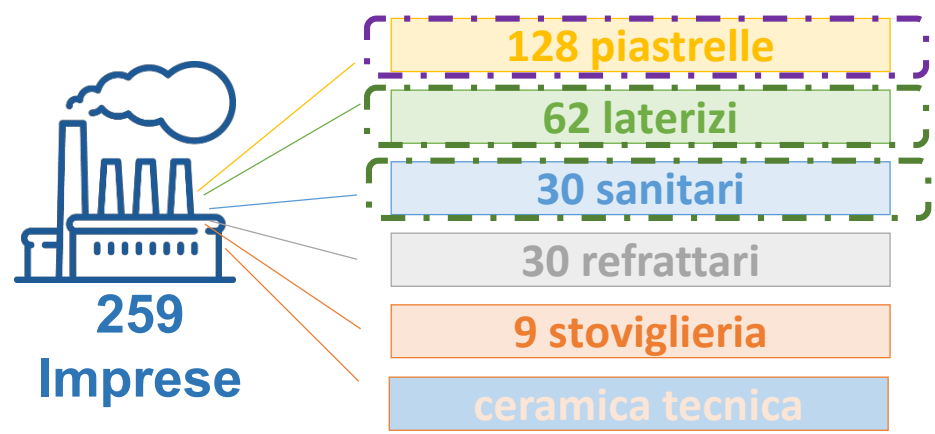 128 piastrelle
62 laterizi
30 sanitari
30 refrattari
9 stoviglieria
ceramica tecnica
259
Imprese